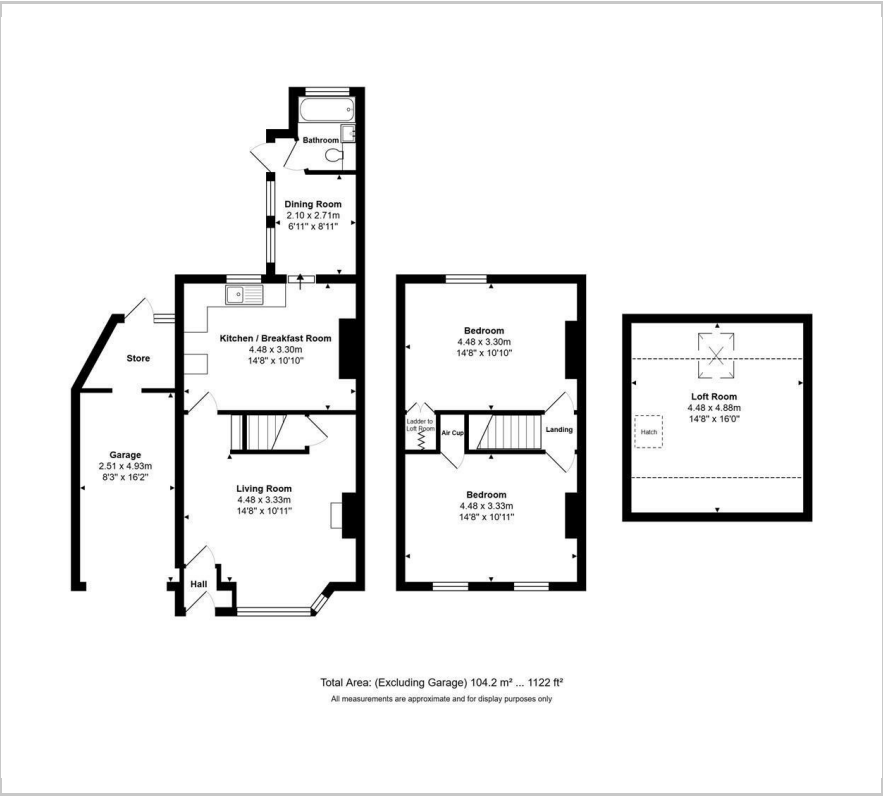 Bathroom
Dining Room
2.10 x 2.71m
6'11" x 8'11"
Kitchen / Breakfast Room
4.48 x 3.30m
14'8" x 10'10"
Store
Garage
2.51 x 4.93m
8'3" x 16'2"
Living Room
4.48 x 3.33m
14'8" x 10'11"
Hall
Bedroom
4.48 x 3.30m
14'8" x 10'10"
Ladder to
Loft Room
Air Cup
Landing
Bedroom
4.48 x 3.33m
14'8" x 10'11"
Loft Room
4.48 x 4.88m
14'8" x 16'0"
Hatch
Total Area: (Excluding Garage) 104.2 m² ... 1122 ft²
All measurements are approximate and for display purposes only